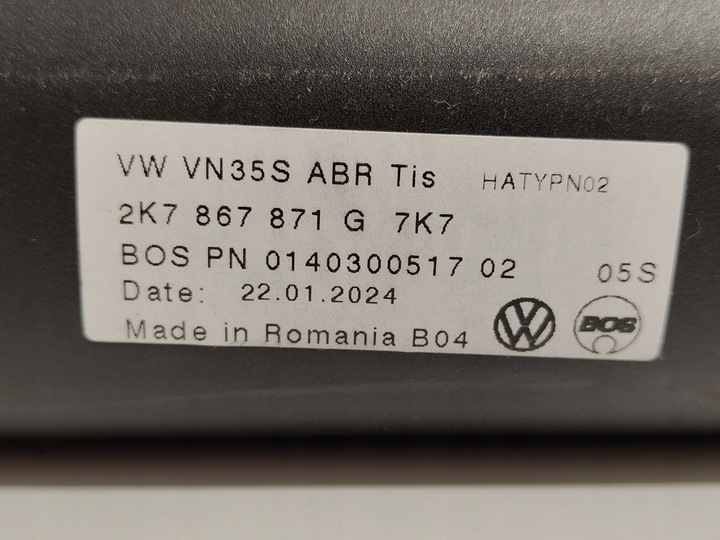 VW VN35S ABR Tis HATYPN02
2K7 867 871 G 7K7
BOS PN 0140300517 02 05S
Date: 22.01.2024
Made in Romania B04 VW BOS